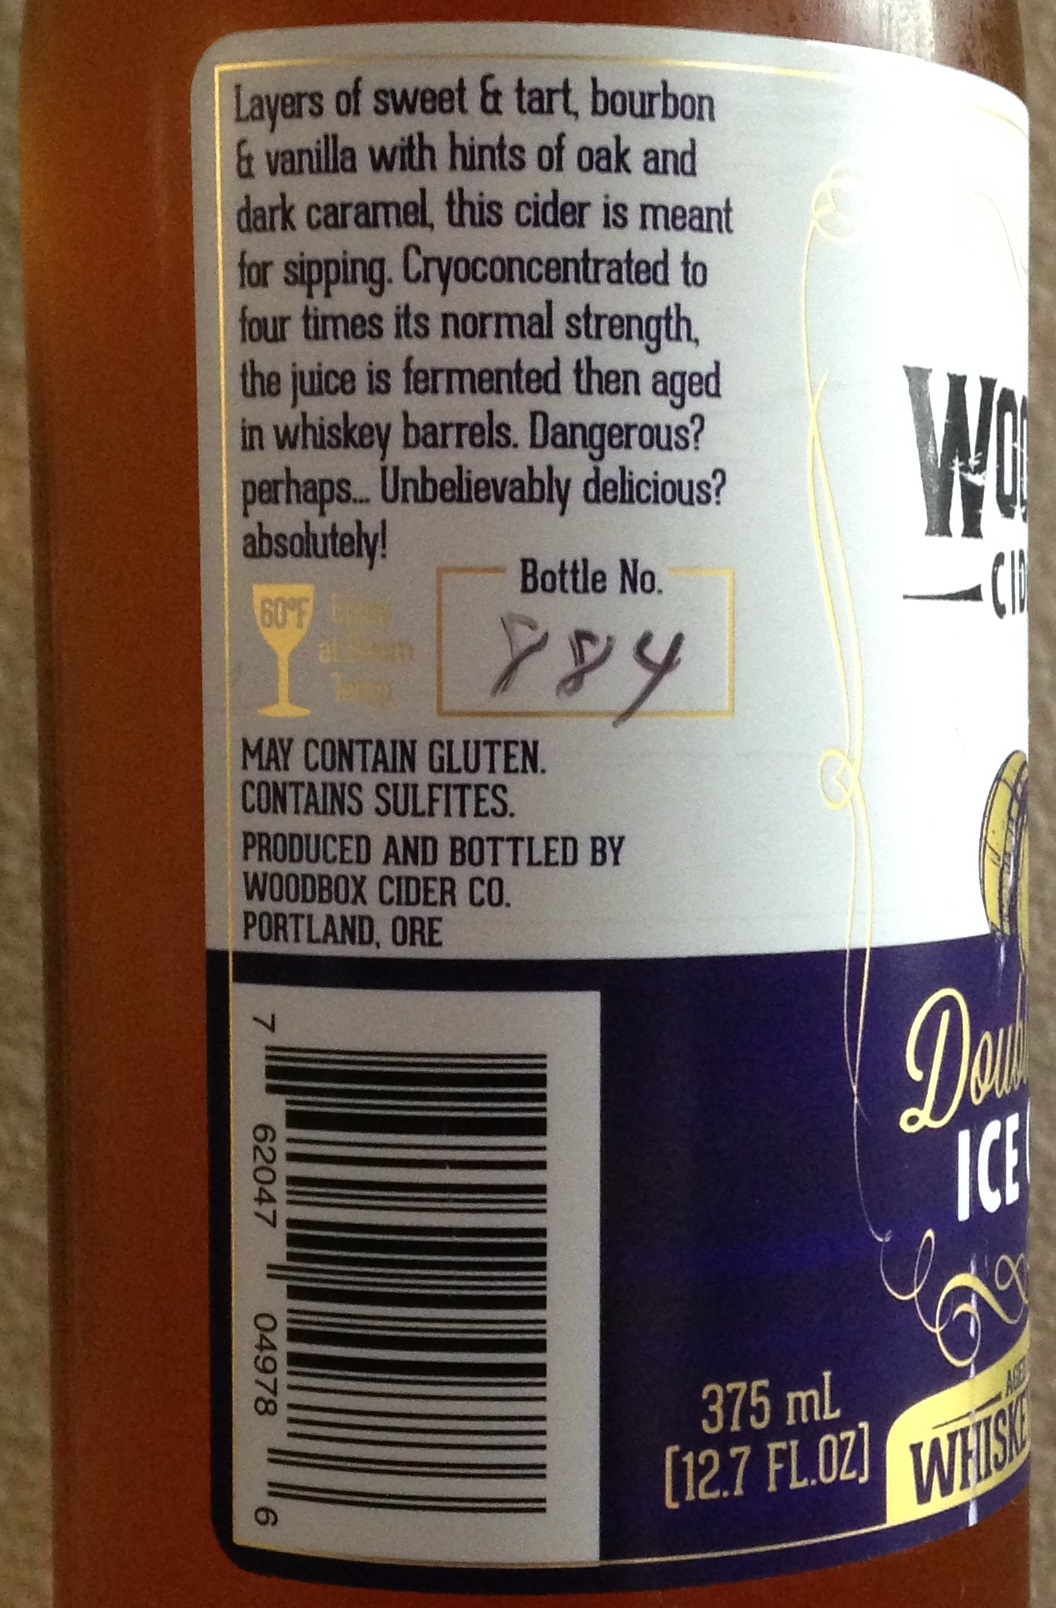 Layers of sweet & tart, bourbon
& vanilla with hints of oak and
dark caramel, this cider is meant
for sipping. Cryoconcentrated to
four times its normal strength,
the juice is fermented then aged
in whiskey barrels. Dangerous?
perhaps... Unbelievably delicious?
absolutely!
60°F
at Room
Temp
Bottle No.
884
MAY CONTAIN GLUTEN.
CONTAINS SULFITES.
PRODUCED AND BOTTLED BY
WOODBOX CIDER CO.
PORTLAND, ORE
7 62047 04978 6
375 mL
[12.7 FL.OZ]
ICE